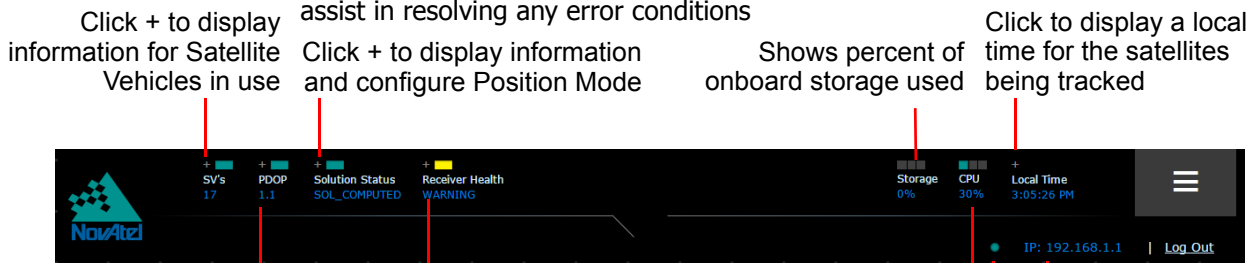 assist in resolving any error conditions
Click + to display
information for Satellite
Vehicles in use
Click + to display information
and configure Position Mode
Shows percent of
onboard storage used
Click to display a local
time for the satellites
being tracked
+ + + + +
SV's PDOP Solution Status Receiver Health Storage CPU Local Time
17 1.1 SOL_COMPUTED WARNING 0% 30% 3:05:26 PM
NovAtel
IP: 192.168.1.1 | Log Out